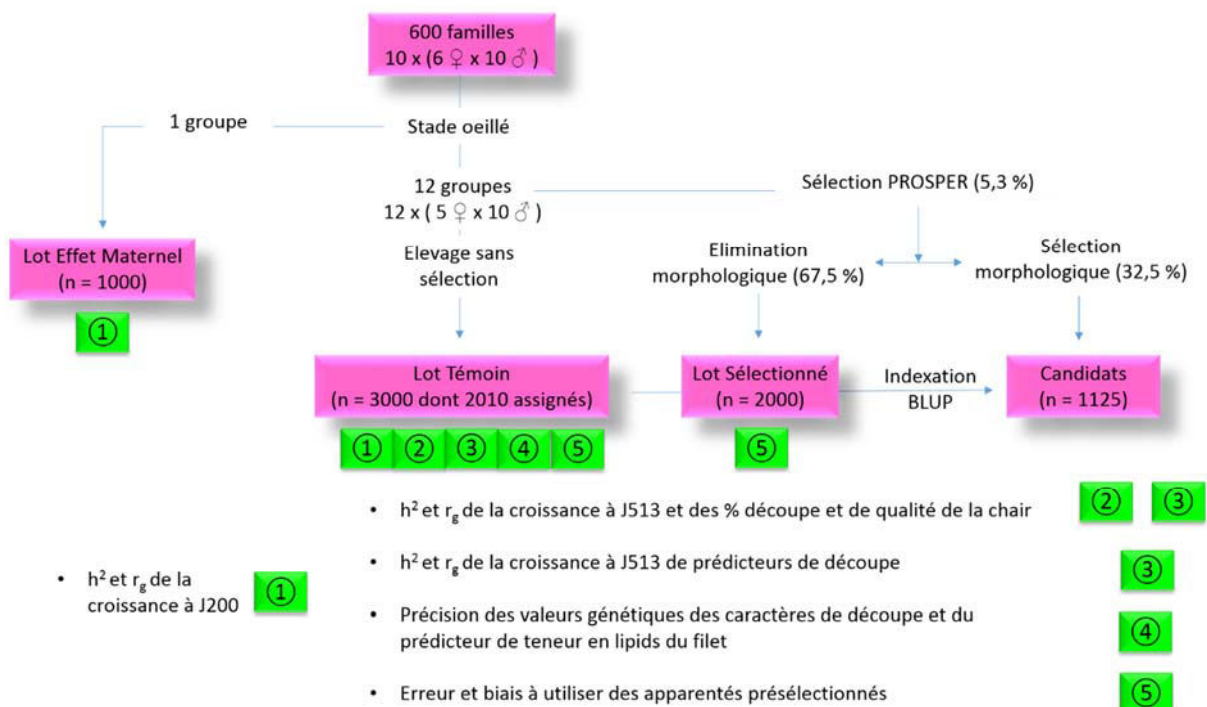 600 familles
10 x (6 ♀ x 10 ♂ )
1 groupe
Stade oeillé
12 groupes
12 x ( 5 ♀ x 10 ♂ )
Sélection PROSPER (5,3 %)
Lot Effet Maternel
(n = 1000)
①
Elevage sans
sélection
Elimination
morphologique (67,5 %)
Sélection
morphologique (32,5 %)
Lot Témoin
(n = 3000 dont 2010 assignés)
① ② ③ ④ ⑤
Lot Sélectionné
(n = 2000)
⑤
Indexation
BLUP
Candidats
(n = 1125)
• h² et r_g de la
croissance à J200 ①
• h² et r_g de la croissance à J513 et des % découpe et de qualité de la chair ② ③
• h² et r_g de la croissance à J513 de prédicteurs de découpe ③
• Précision des valeurs génétiques des caractères de découpe et du
prédicteur de teneur en lipids du filet ④
• Erreur et biais à utiliser des apparentés présélectionnés ⑤